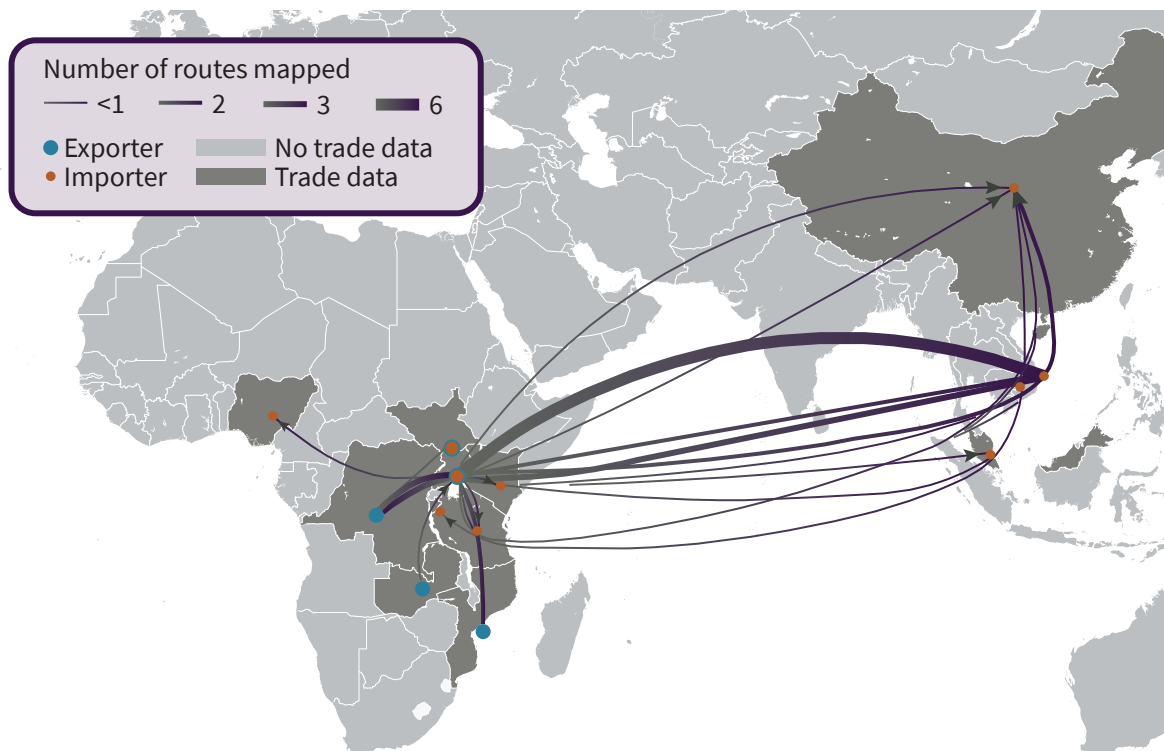 Number of routes mapped
<1 2 3 6
Exporter No trade data
Importer Trade data